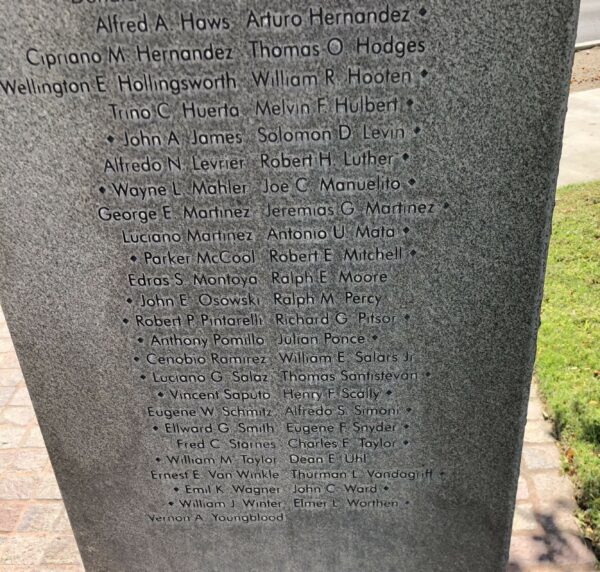 Alfred A. Haws Arturo Hernandez ◆
Cipriano M. Hernandez Thomas O. Hodges
Wellington E. Hollingsworth William R. Hooten ◆
Trino C. Huerta Melvin F. Hulbert ◆
◆ John A. James Solomon D. Levin ◆
Alfredo N. Levrier Robert H. Luther ◆
◆ Wayne L. Mahler Joe C. Manuelito ◆
George E. Martinez Jeremias G. Martinez ◆
Luciano Martinez Antonio U. Mata ◆
◆ Parker McCool Robert E. Mitchell ◆
Edras S. Montoya Ralph E. Moore
◆ John E. Osowski Ralph M. Percy
◆ Robert P. Pintarelli Richard G. Pitsor ◆
◆ Anthony Pomillo Julian Ponce ◆
◆ Cenobio Ramirez William E. Salars Jr.
◆ Luciano G. Salaz Thomas Santistevan ◆
◆ Vincent Saputo Henry F. Scally ◆
Eugene W. Schmitz Alfredo S. Simoni ◆
◆ Ellward G. Smith Eugene F. Snyder ◆
Fred C. Starnes Charles F. Taylor ◆
◆ William M. Taylor Dean E. Uhl
Ernest E. Van Winkle Thurman L. Vandagriff ◆
◆ Emil K. Wagner John C. Ward ◆
◆ William J. Winter Elmer L. Worthen ◆
Vernon A. Youngblood